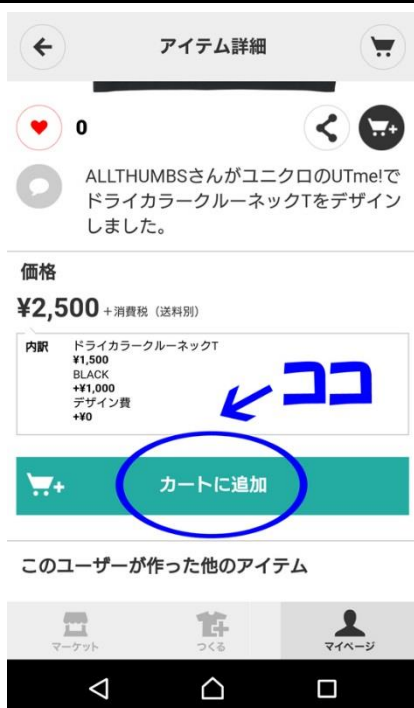 アイテム詳細
0
ALLTHUMBSさんがユニクロのUTme!で
ドライカラークルーネックTをデザイン
しました。
価格
¥2,500 +消費税（送料別）
内訳 ドライカラークルーネックT
¥1,500
BLACK
+¥1,000
デザイン費
+¥0
ココ
カートに追加
このユーザーが作った他のアイテム
マーケット つくる マイページ